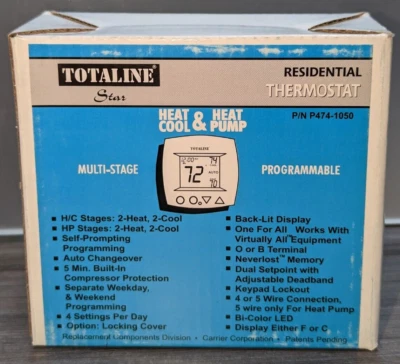 TOTALINE®
Star
RESIDENTIAL
THERMOSTAT
P/N P474-1050
HEAT & HEAT
COOL PUMP
MULTI-STAGE
PROGRAMMABLE
TOTALINE
72
H/C Stages: 2-Heat, 2-Cool
HP Stages: 2-Heat, 2-Cool
Self-Prompting
Programming
Auto Changeover
5 Min. Built-In
Compressor Protection
Separate Weekday,
& Weekend
Programming
4 Settings Per Day
Option: Locking Cover
Back-Lit Display
One For All™ Works With
Virtually All Equipment
O or B Terminal
Neverlost™ Memory
Dual Setpoint with
Adjustable Deadband
Keypad Lockout
4 or 5 Wire Connection,
5 wire only For Heat Pump
Bi-Color LED
Display Either F or C
Replacement Components Division • Carrier Corporation • Patents Pending